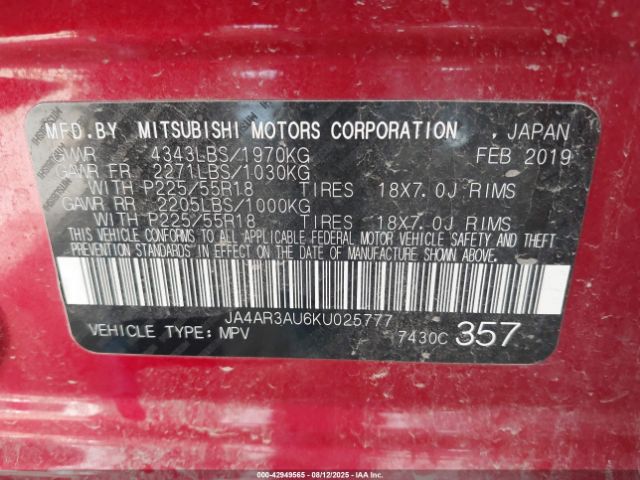 MFD.BY MITSUBISHI MOTORS CORPORATION , JAPAN
GVWR 4343LBS/1970KG FEB 2019
GAWR FR 2271LBS/1030KG
WITH P225/55R18 TIRES 18X7.0J RIMS
GAWR RR 2205LBS/1000KG
WITH P225/55R18 TIRES 18X7.0J RIMS
THIS VEHICLE CONFORMS TO ALL APPLICABLE FEDERAL MOTOR VEHICLE SAFETY AND THEFT
PREVENTION STANDARDS IN EFFECT ON THE DATE OF MANUFACTURE SHOWN ABOVE.
JA4AR3AU6KU025777
VEHICLE TYPE: MPV 7430C 357
00-42949565 - 08/12/2025 - IAAI.COM